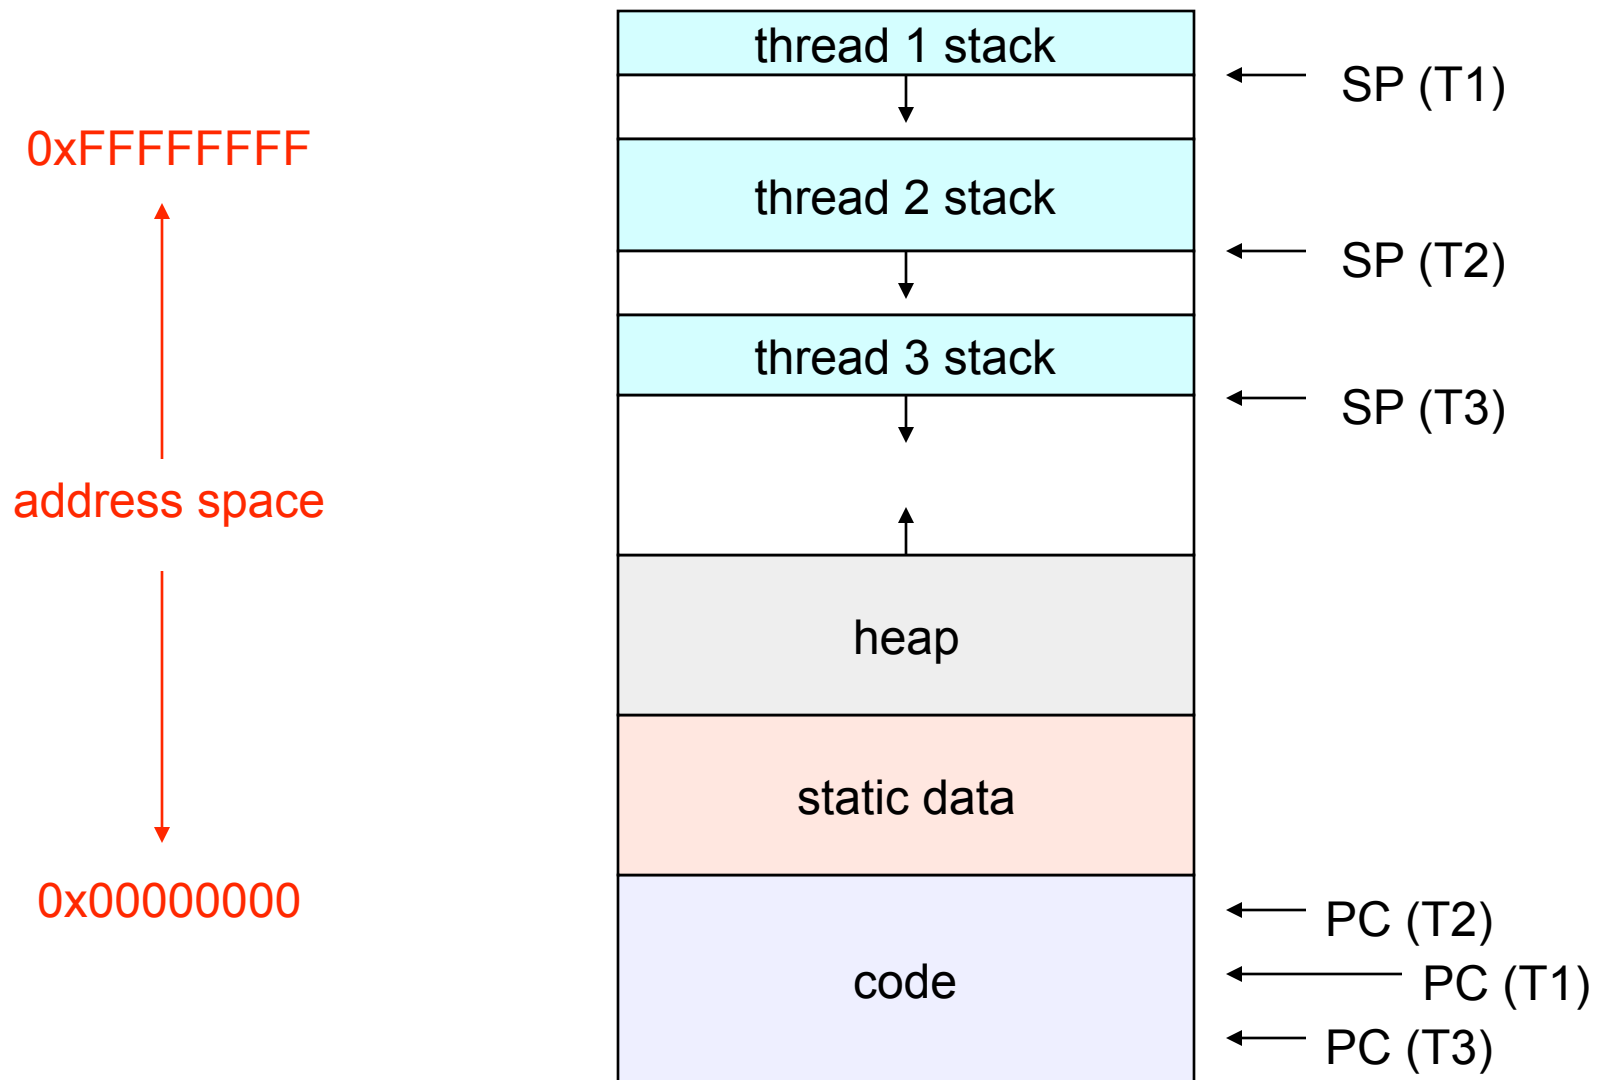 thread 1 stack
SP (T1)
0xFFFFFFFF
thread 2 stack
SP (T2)
thread 3 stack
SP (T3)
address space
heap
static data
0x00000000
PC (T2)
code
PC (T1)
PC (T3)